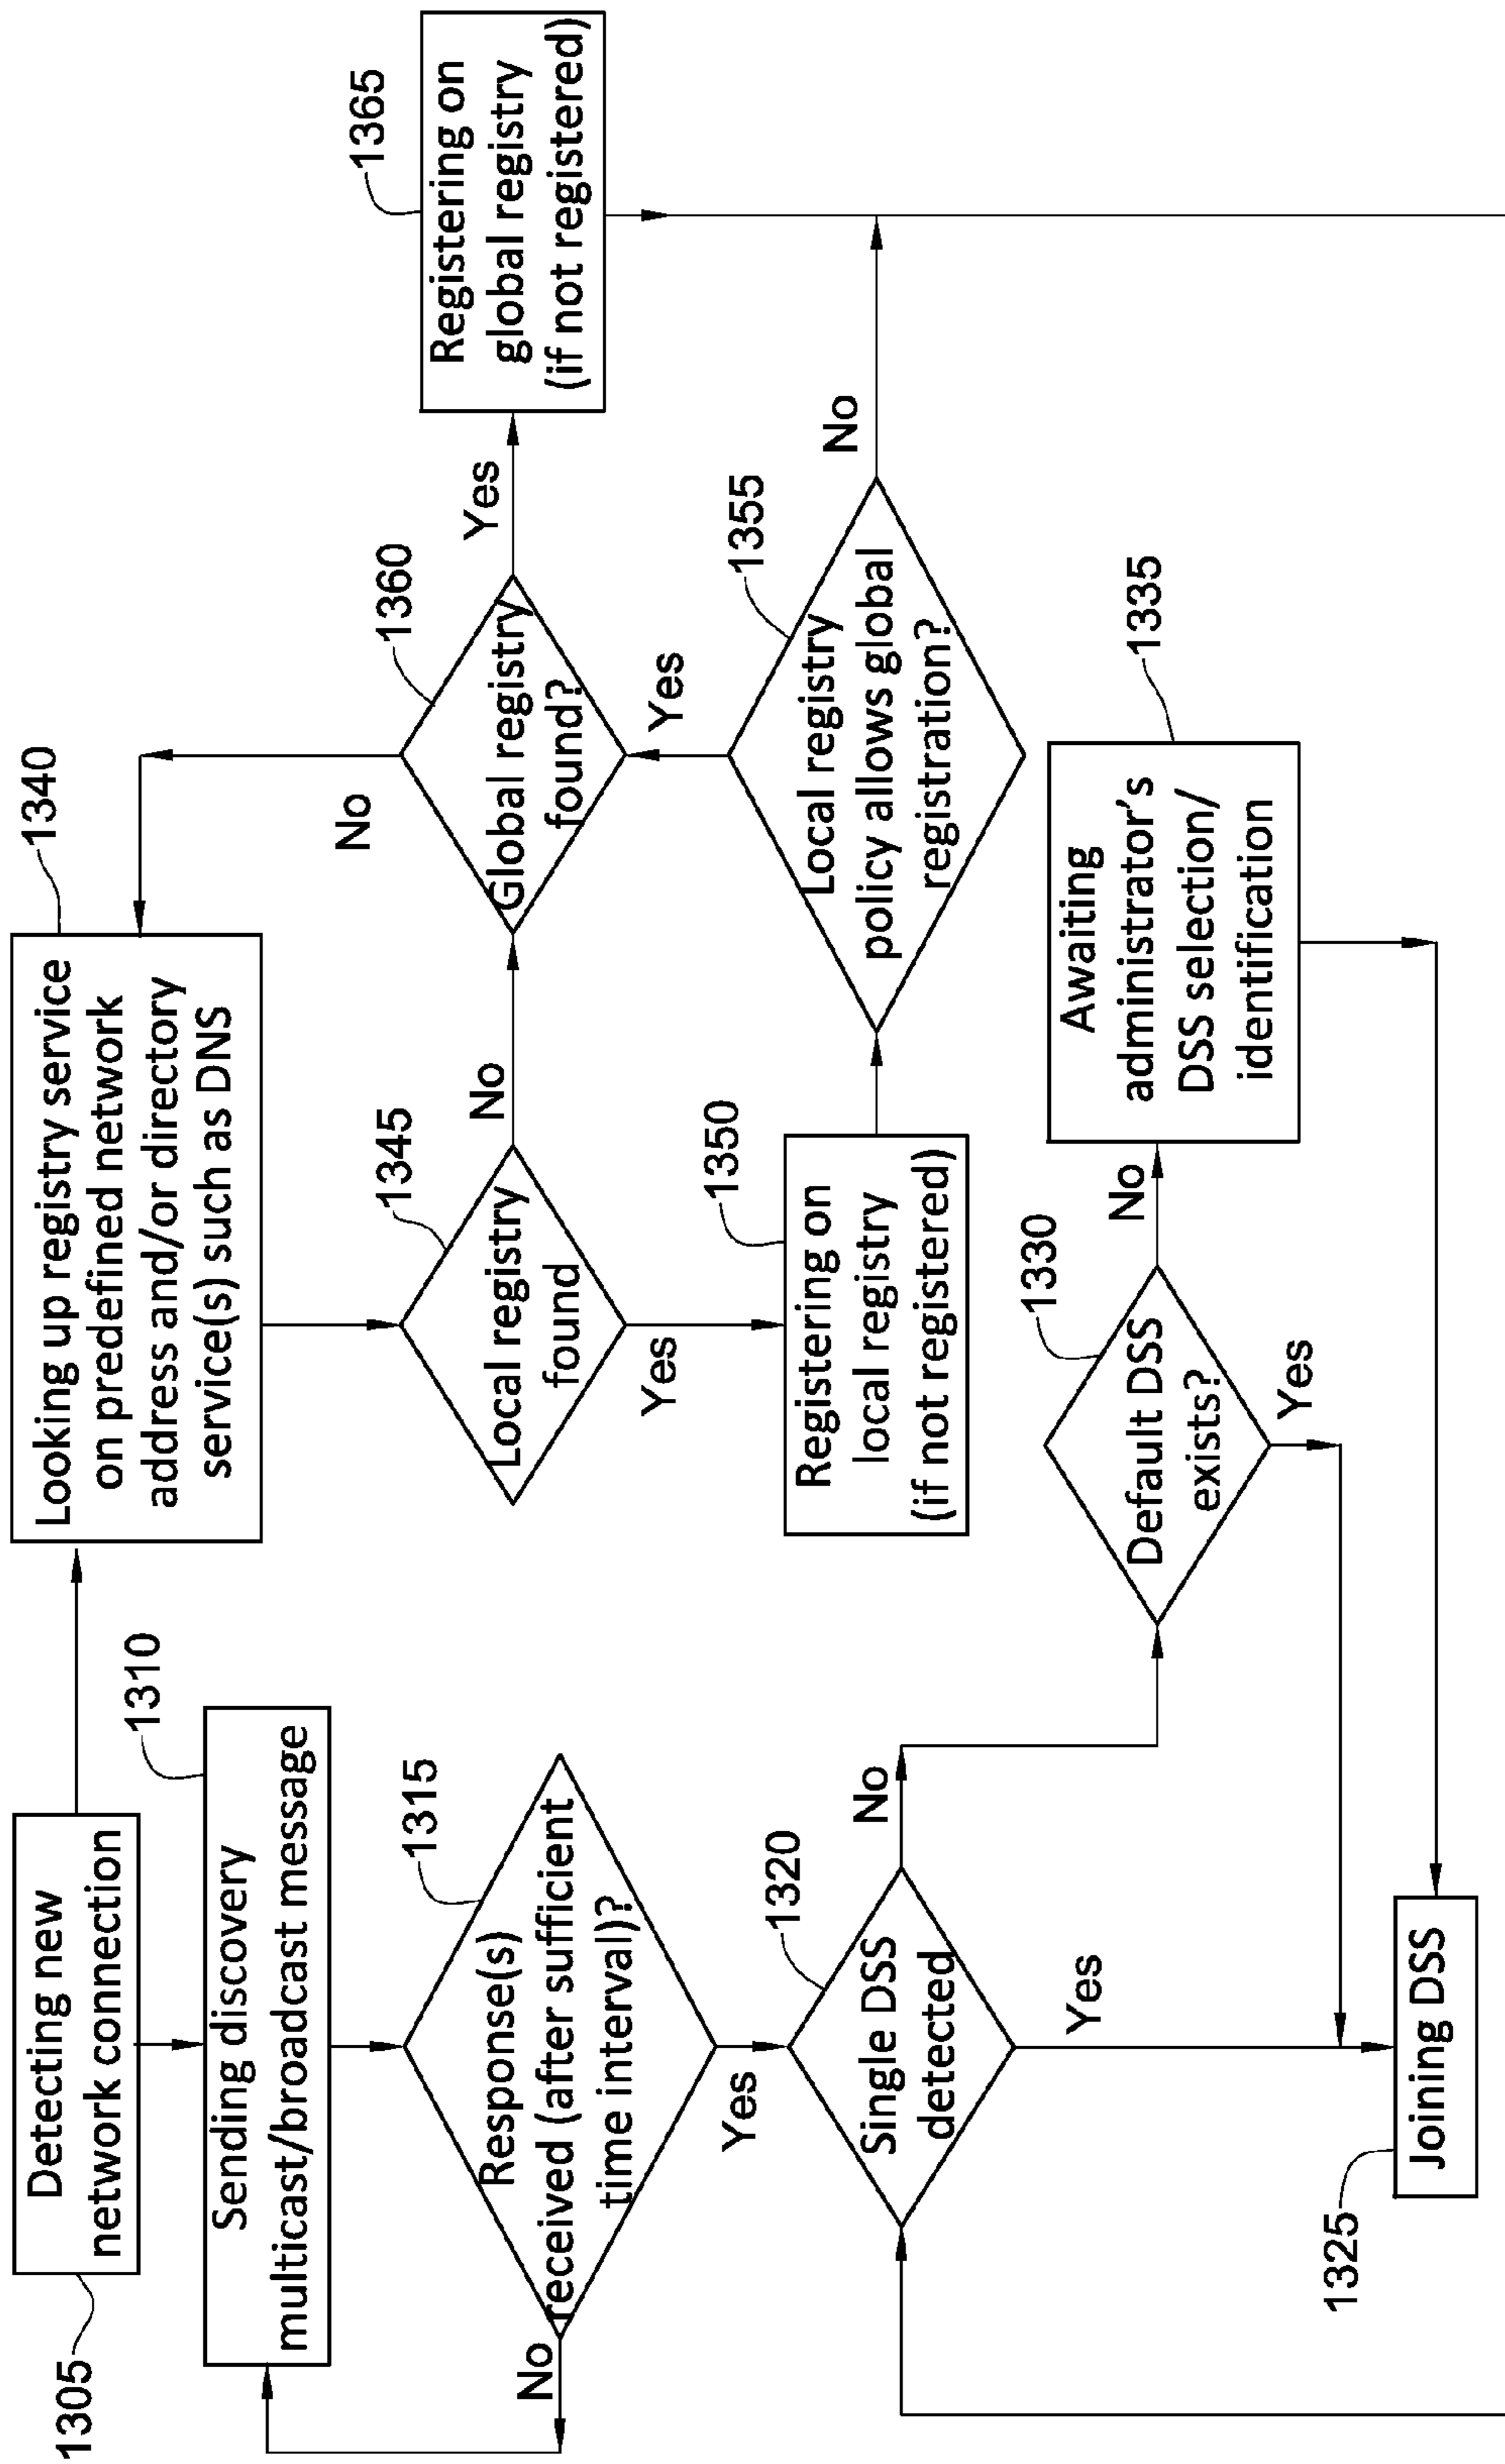 1305
Detecting new
network connection
1310
Sending discovery
multicast/broadcast message
1315
Response(s)
received (after sufficient
time interval)?
No
Yes
1320
Single DSS
detected
No
Yes
1325
Joining DSS
1330
Default DSS
exists?
No
Yes
1335
Awaiting
administrator's
DSS selection/
identification
1340
Looking up registry service
on predefined network
address and/or directory
service(s) such as DNS
1345
Local registry
found
No
Yes
1350
Registering on
local registry
(if not registered)
1355
Local registry
policy allows global
registration?
Yes
No
1360
Global registry
found?
No
Yes
1365
Registering on
global registry
(if not registered)